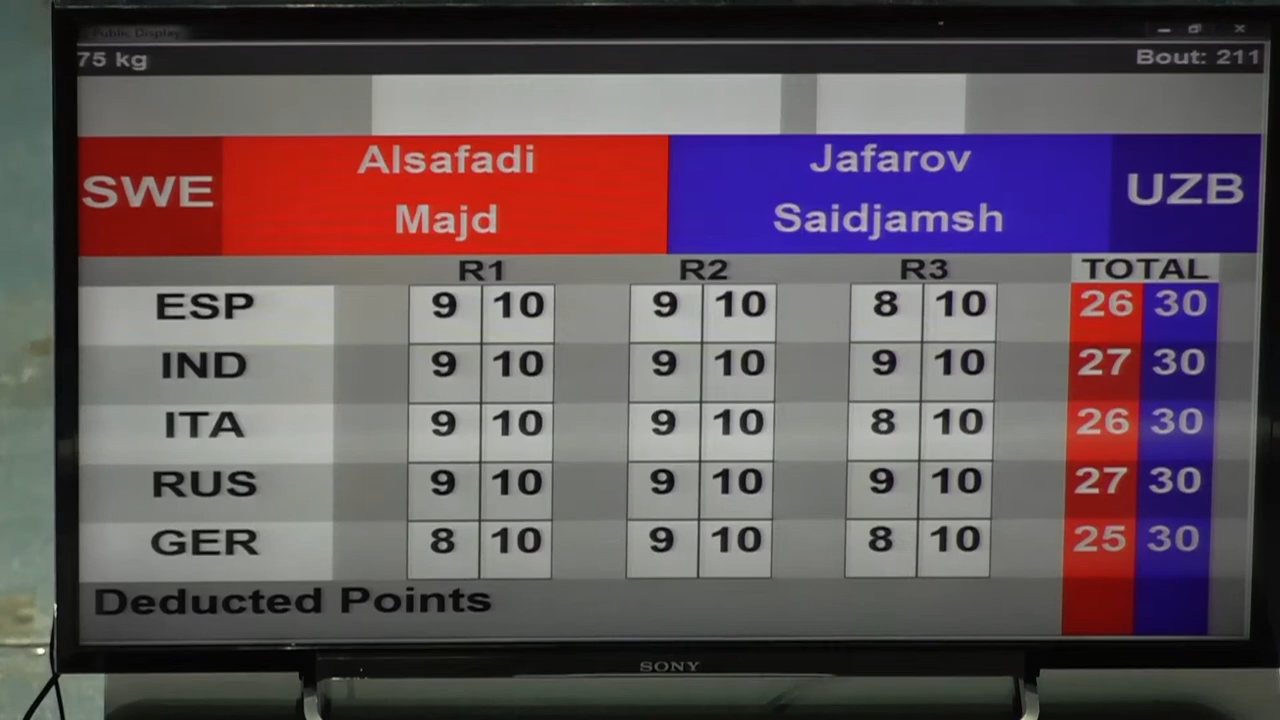 Public Display
75 kg Bout: 211
SWE Alsafadi Majd Jafarov Saidjamsh UZB
R1 R2 R3 TOTAL
ESP 9 10 9 10 8 10 26 30
IND 9 10 9 10 9 10 27 30
ITA 9 10 9 10 8 10 26 30
RUS 9 10 9 10 9 10 27 30
GER 8 10 9 10 8 10 25 30
Deducted Points
SONY